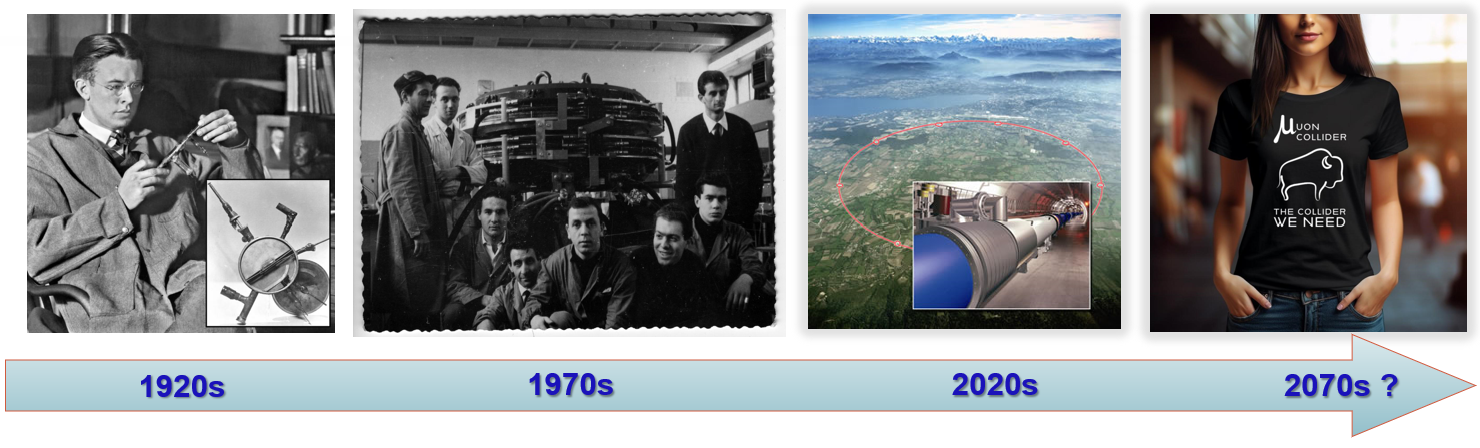 μUON
COLLIDER
THE COLLIDER
WE NEED
1920s
1970s
2020s
2070s ?